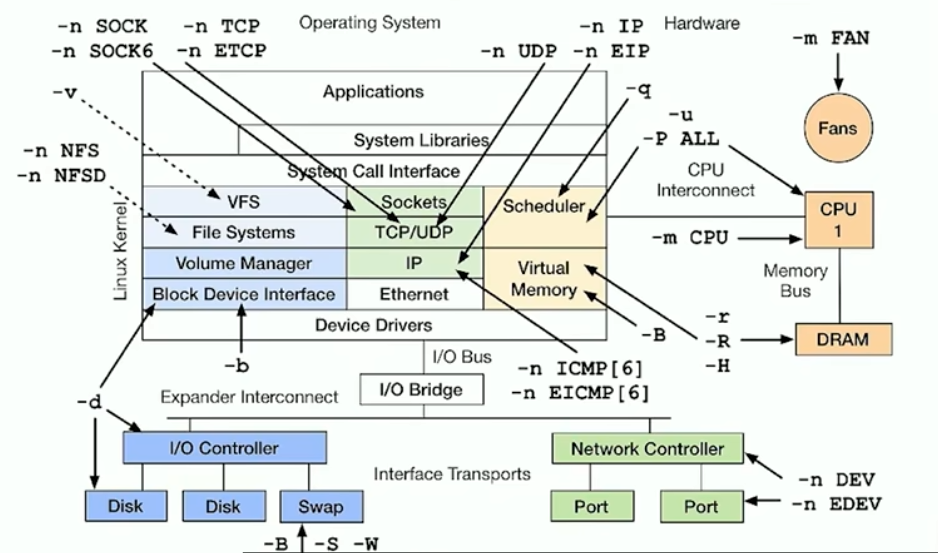 -n SOCK
-n TCP
Operating System
-n IP
Hardware
-n SOCK6
-n ETCP
-n UDP
-n EIP
-m FAN
-v
Applications
-q
Fans
-u
-P ALL
System Libraries
-n NFS
-n NFSD
System Call Interface
CPU
Interconnect
VFS
Sockets
Scheduler
CPU
1
File Systems
TCP/UDP
-m CPU
Linux Kernel
Volume Manager
IP
Virtual
Memory
Memory
Bus
Block Device Interface
Ethernet
Device Drivers
-B
-r
-R
-H
DRAM
I/O Bus
-b
-n ICMP[6]
-n EICMP[6]
I/O Bridge
-d
Expander Interconnect
I/O Controller
Network Controller
Interface Transports
-n DEV
-n EDEV
Disk
Disk
Swap
Port
Port
-B
-S
-W